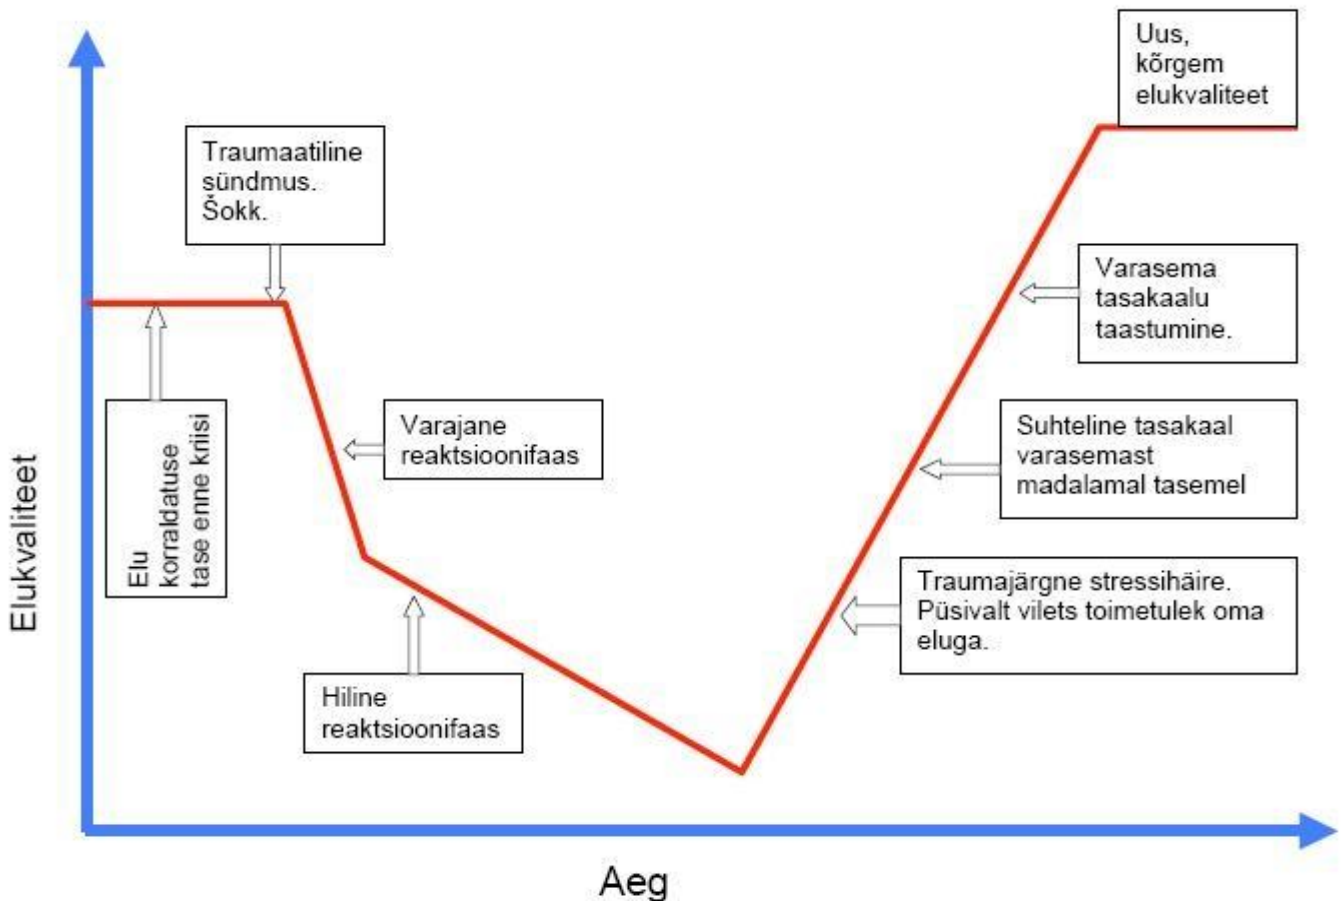 Uus,
kõrgem
elukvaliteet
Traumaatiline
sündmus.
Šokk.
Varasema
tasakaalu
taastumine.
Elu
korraldatuse
tase enne kriisi
Varajane
reaktsioonifaas
Suhteline tasakaal
varasemast
madalamal tasemel
Elukvaliteet
Traumajärgne stressihäire.
Püsivalt vilets toimetulek oma
eluga.
Hiline
reaktsioonifaas
Aeg